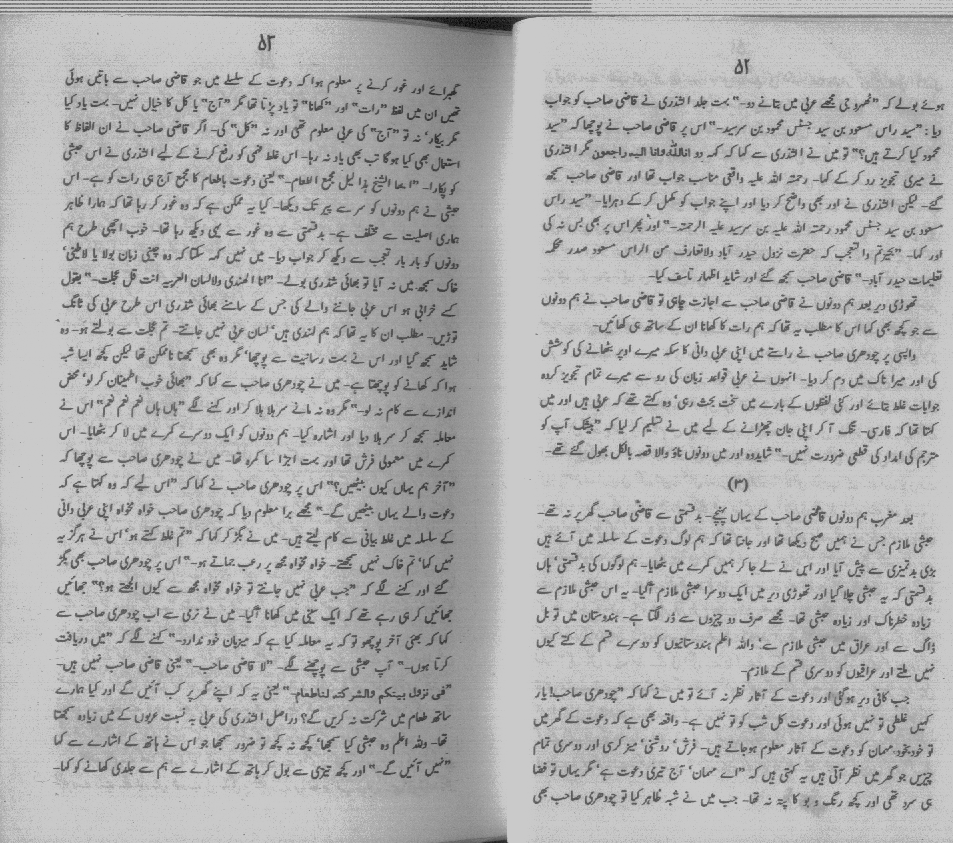 ۵۲
ہوئے بولے کہ "ٹھہرو جی مجھے عربی میں بتانے دو۔" بہت جلد الشذری نے قاضی صاحب کو جواب
دیا : "سید راس مسعود بن سید جسٹس محمود بن سرسید۔" اس پر قاضی صاحب نے پوچھا کہ "سید
محمود کیا کرتے ہیں؟" تو میں نے الشذری سے کہا کہ کہہ دو اناللہ وانا الیہ راجعون مگر الشذری
نے میری تجویز رد کر کے کہا۔ رحمتہ اللہ علیہ واقعی مناسب جواب تھا اور قاضی صاحب سمجھ
گئے۔ لیکن الشذری نے اور بھی واضح کر دیا اور اپنے جواب کو مکمل کر کے دہرایا۔ "سید راس
مسعود بن سید جسٹس محمود رحمتہ اللہ علیہ بن سرسید علیہ الرحمتہ۔" اور پھر اس پر بھی بس نہ کی
اور کہا۔ وا تعجب کہ حضرت نزول حیدر آباد ولاتعارف من الراس مسعود صدر محکمہ
تعلیمات حیدر آباد۔" قاضی صاحب سمجھ گئے اور شاید اظہار تاسف کیا۔
تھوڑی دیر بعد ہم دونوں نے قاضی صاحب سے اجازت چاہی تو قاضی صاحب نے ہم دونوں
سے جو کچھ بھی کہا اس کا مطلب یہ تھا کہ ہم رات کا کھانا ان کے ساتھ ہی کھائیں۔
واپسی پر چودھری صاحب نے راستے میں اپنی عربی دانی کا سکہ میرے اوپر بٹھانے کی کوشش
کی اور میرا ناک میں دم کر دیا۔ انہوں نے عربی قواعد زبان کی رو سے میرے تمام تجویز کردہ
جوابات غلط بتائے اور کئی لفظوں کے بارے میں سخت بحث رہی' وہ کہتے تھے کہ عربی ہیں اور میں
کہتا تھا کہ فارسی۔ تنگ آ کر اپنی جان چھڑانے کے لیے میں نے تسلیم کر لیا کہ "بیشک آپ کو
مترجم کی امداد کی قطعی ضرورت نہیں۔" شاید وہ اور میں دونوں ناؤ والا قصہ بالکل بھول گئے تھے۔
(۳)
بعد مغرب ہم دونوں قاضی صاحب کے یہاں پہنچے۔ بدقسمتی سے قاضی صاحب گھر پر نہ تھے۔
حبشی ملازم جس نے ہمیں صبح دیکھا تھا اور جانتا تھا کہ ہم لوگ دعوت کے سلسلہ میں آئے ہیں
بڑی بدتمیزی سے پیش آیا اور اس نے لے جا کر ہمیں کمرے میں بٹھایا۔ ہم لوگوں کی بدقسمتی' ہاں
بدقسمتی کہ یہ حبشی چلا گیا اور تھوڑی دیر میں ایک دوسرا حبشی ملازم آگیا۔ یہ اس حبشی ملازم سے
زیادہ خطرناک اور زیادہ حبشی تھا۔ مجھے صرف دو چیزوں سے ڈر لگتا ہے۔ ہندوستان میں تو بل
ڈاگ سے اور عراق میں حبشی ملازم سے' واللہ اعلم ہندوستانیوں کو دوسرے قسم کے کتے کیوں
نہیں ملتے اور عراقیوں کو دوسری قسم کے ملازم۔
جب کافی دیر ہوگئی اور دعوت کے آثار نظر نہ آئے تو میں نے کہا کہ "چودھری صاحب! یار
کہیں غلطی تو نہیں ہوئی اور دعوت کل شب کو تو نہیں ہے۔ واقعہ بھی ہے کہ دعوت کے گھر میں
تو خودبخود مہمان کو دعوت کے آثار معلوم ہوجاتے ہیں۔ فرش' روشنی' میز کرسی اور دوسری تمام
چیزیں جو گھر میں نظر آتی ہیں یہ کہتی ہیں کہ "اے مہمان' آج تیری دعوت ہے' مگر یہاں تو فضا
ہی سرد تھی اور کچھ رنگ و بو کا پتہ نہ تھا۔ جب میں نے شبہ ظاہر کیا تو چودھری صاحب بھی
۵۳
گھبرائے اور غور کرنے پر معلوم ہوا کہ دعوت کے سلسلے میں جو قاضی صاحب سے باتیں ہوئی
تھیں ان میں لفظ "رات" اور "کھانا" تو یاد پڑتا تھا مگر "آج" یا کل کا خیال نہیں۔ بہت یاد کیا
مگر بیکار' نہ تو "آج" کی عربی معلوم تھی اور نہ "کل" کی۔ اگر قاضی صاحب نے ان الفاظ کا
استعمال بھی کیا ہوگا تب بھی یاد نہ رہا۔ اس غلط فہمی کو رفع کرنے کے لیے الشذری نے اس حبشی
کو پکارا۔ "ایھا الشیخ ہذا لیل مجمع الطعام۔" یعنی دعوت باطعام کا مجمع آج ہی رات کو ہے۔ اس
حبشی نے ہم دونوں کو سر سے پیر تک دیکھا۔ کیا یہ ممکن ہے کہ وہ غور کر رہا تھا کہ ہمارا ظاہر
ہماری اصلیت سے مختلف ہے۔ بدقسمتی سے وہ غور سے یہی دیکھ رہا تھا۔ خوب اچھی طرح ہم
دونوں کو بار بار تعجب سے دیکھ کر جواب دیا۔ میں نہیں کہہ سکتا کہ وہ چینی زبان بولا یا لاطینی'
خاک سمجھ میں نہ آیا تو بھائی شذری بولے۔ "انا الھندی ولالسان العربیہ انت قل عجلت۔" یہ قول
کے خرابی ہو اس عربی جاننے والے کی جس کے سامنے بھائی شذری اس طرح عربی کی ٹانگ
توڑیں۔ مطلب ان کا یہ تھا کہ ہم الہندی ہیں' لسان عربی نہیں جانتے۔ تم عجلت سے بولتے ہو۔ وہ
شاید سمجھ گیا اور اس نے بہت رسانیت سے پوچھا' مگر وہ بھی سمجھنا ناممکن تھا لیکن کچھ ایسا شبہ
ہوا کہ کھانے کو پوچھتا ہے۔ میں نے چودھری صاحب سے کہا کہ "بھائی خوب اطمینان کر لو' محض
اندازے سے کام نہ لو۔" مگر وہ نہ مانے سر ہلا ہلا کر اور کہنے لگے "ہاں ہاں نعم نعم نعم" اس نے
معاملہ سمجھ کر سر ہلا دیا اور اشارہ کیا۔ ہم دونوں کو ایک دوسرے کمرے میں لا کر بٹھایا۔ اس
کمرے میں معمولی فرش تھا اور بہت اجڑا سا کمرہ تھا۔ میں نے چودھری صاحب سے پوچھا کہ
"آخر ہم یہاں کیوں بیٹھیں؟" اس پر چودھری صاحب نے کہا کہ "اس لیے کہ وہ کہتا ہے کہ
دعوت والے یہاں بیٹھیں گے۔" مجھے برا معلوم دیا کہ چودھری صاحب خواہ مخواہ اپنی عربی دانی
کے سلسلہ میں غلط بیانی سے کام لیتے ہیں۔ میں نے بگڑ کر کہا کہ "تم غلط کہتے ہو' اس نے ہرگز یہ
نہیں کہا' تم خاک نہیں سمجھتے۔ خواہ مخواہ مجھ پر رعب جماتے ہو۔" اس پر چودھری صاحب بھی بگڑ
گئے اور کہنے لگے کہ "جب عربی نہیں جانتے تو خواہ مخواہ مجھ سے کیوں الجھتے ہو؟" جھائیں
جھائیں کر ہی رہے تھے کہ ایک سینی میں کھانا آگیا۔ میں نے نرمی سے اب چودھری صاحب سے
کہا کہ بھئی آخر پوچھو تو کہ یہ معاملہ کیا ہے کہ میزبان خود ندارد۔" کہنے لگے کہ "میں دریافت
کرتا ہوں۔" آپ حبشی سے پوچھنے لگے۔ "لا قاضی صاحب۔" یعنی قاضی صاحب نہیں ہیں۔
"فی نزول بینکم والشرکتہ لناطعام۔" یعنی یہ کہ اپنے گھر پر کب آئیں گے اور کیا ہمارے
ساتھ طعام میں شرکت نہ کریں گے؟ دراصل الشذری کی عربی بہ نسبت عربوں کے میں زیادہ سمجھتا
تھا۔ واللہ اعلم وہ حبشی کیا سمجھا' کچھ نہ کچھ تو ضرور سمجھا جو اس نے ہاتھ کے اشارے سے کہا
"نہیں آئیں گے۔" اور کچھ تیزی سے بول کر ہاتھ کے اشارے سے ہم سے جلدی کھانے کو کہا۔